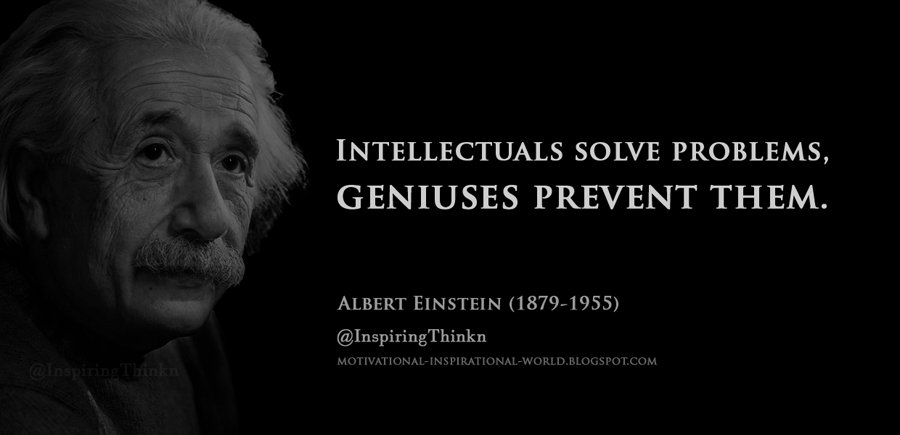 Intellectuals solve problems,
geniuses prevent them.
Albert Einstein (1879-1955)
@InspiringThinkn
motivational-inspirational-world.blogspot.com
@InspiringThinkn